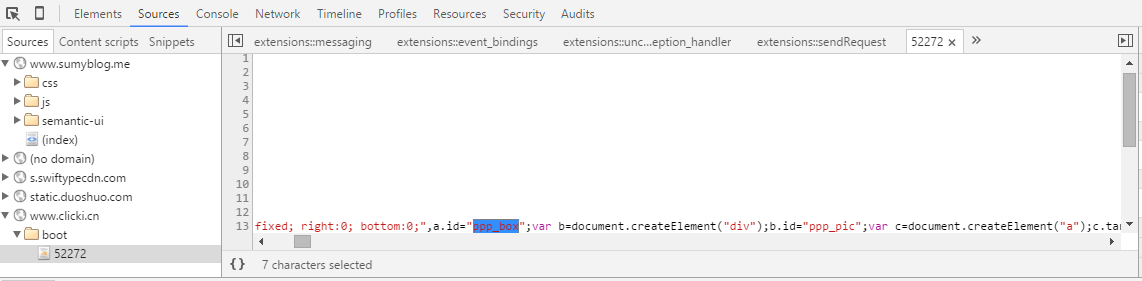 Elements Sources Console Network Timeline Profiles Resources Security Audits
Sources Content scripts Snippets
extensions::messaging extensions::event_bindings extensions::unc...eption_handler extensions::sendRequest 52272 × »
www.sumyblog.me
css
js
semantic-ui
(index)
(no domain)
s.swiftypecdn.com
static.duoshuo.com
www.clicki.cn
boot
52272
1
2
3
4
5
6
7
8
9
10
11
12
13 fixed; right:0; bottom:0;",a.id="ppp_box";var b=document.createElement("div");b.id="ppp_pic";var c=document.createElement("a");c.tar
{} 7 characters selected